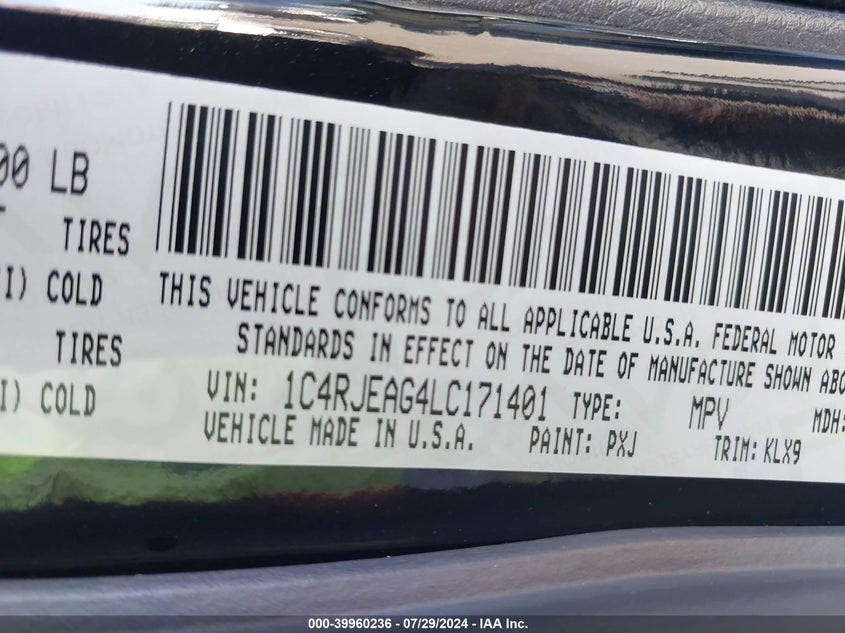 00 LB
TIRES
I) COLD
TIRES
I) COLD
THIS VEHICLE CONFORMS TO ALL APPLICABLE U.S.A. FEDERAL MOTOR
STANDARDS IN EFFECT ON THE DATE OF MANUFACTURE SHOWN ABO
VIN: 1C4RJEAG4LC171401 TYPE: MPV MDH:
VEHICLE MADE IN U.S.A. PAINT: PXJ TRIM: KLX9
000-39960236 - 07/29/2024 - IAA Inc.